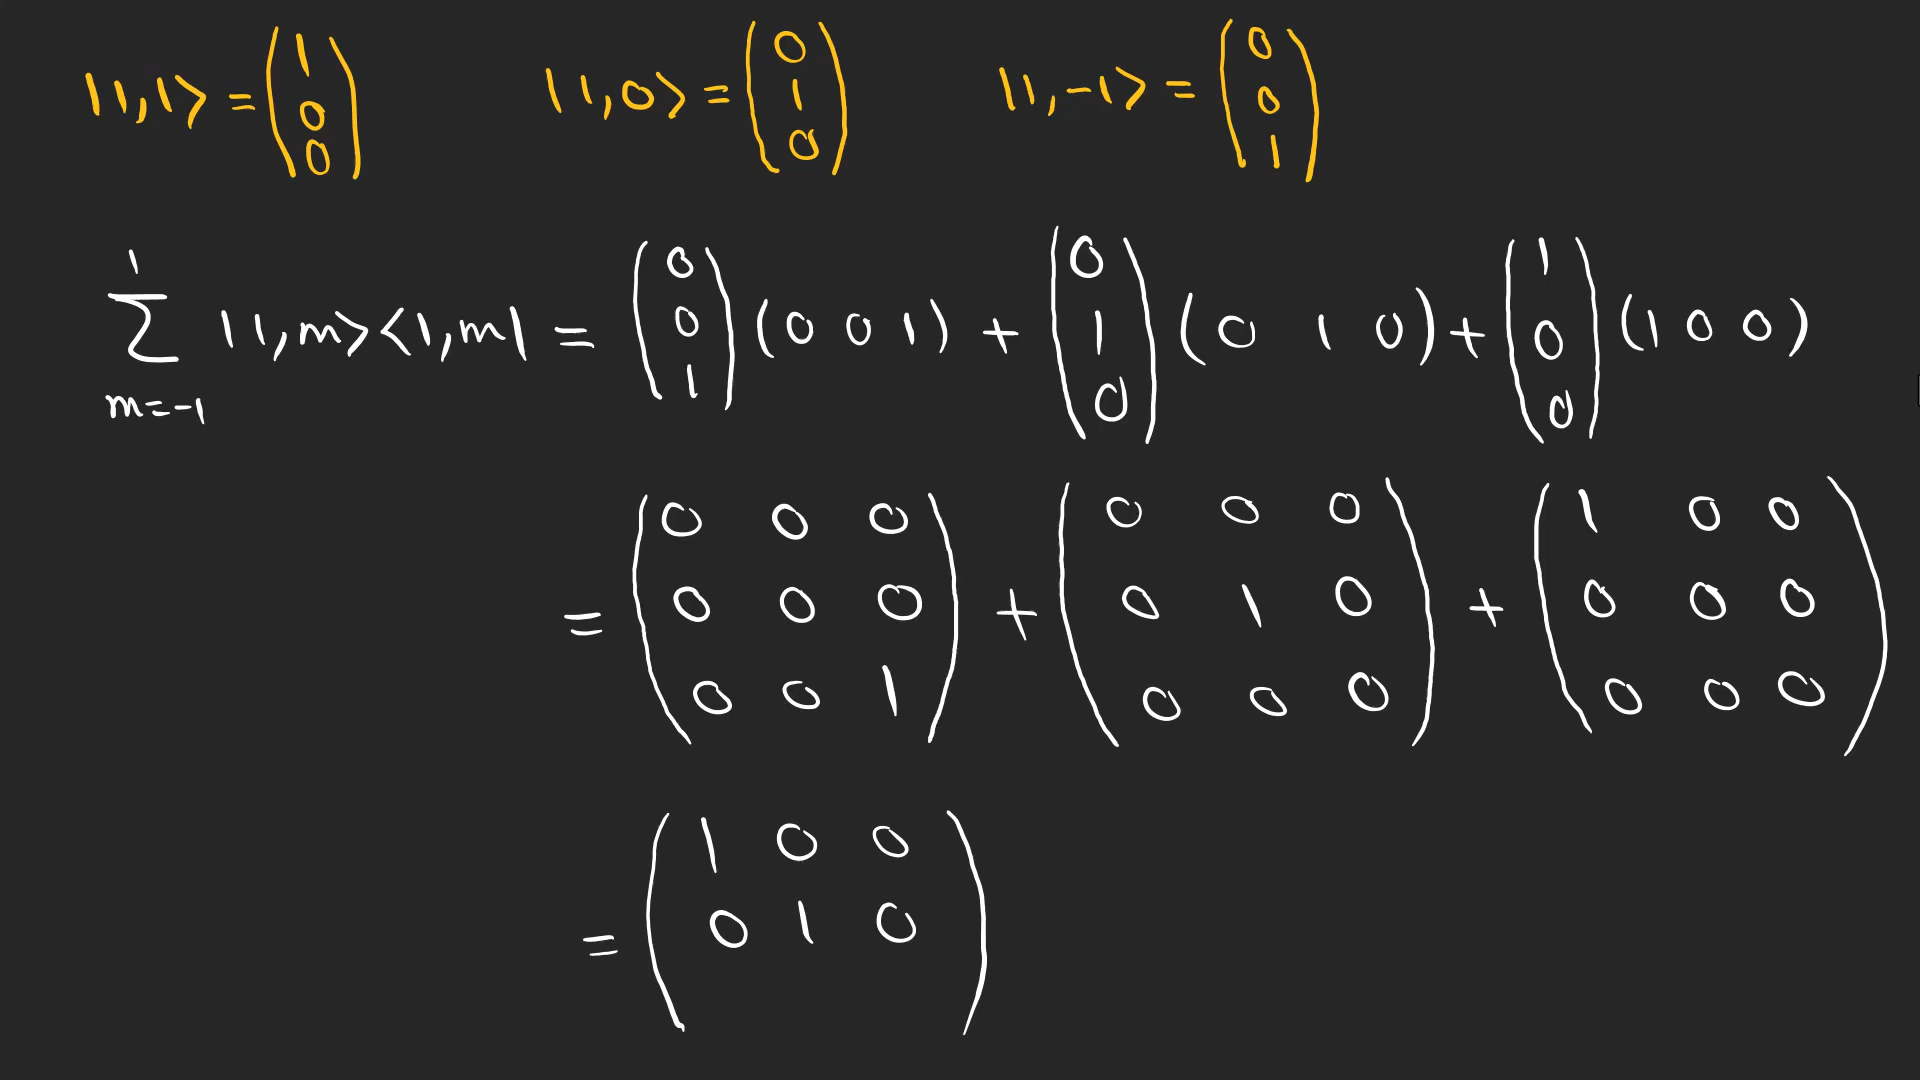 |1,1⟩ = (1 0 0) |1,0⟩ = (0 1 0) |1,-1⟩ = (0 0 1)
1
Σ |1,m⟩⟨1,m| = (0 0 1) (0 0 1) + (0 1 0) (0 1 0) + (1 0 0) (1 0 0)
m=-1
0 0 0 0 0 0 1 0 0
= (0 0 0) + (0 1 0) + (0 0 0)
0 0 1 0 0 0 0 0 0
1 0 0
= (0 1 0)